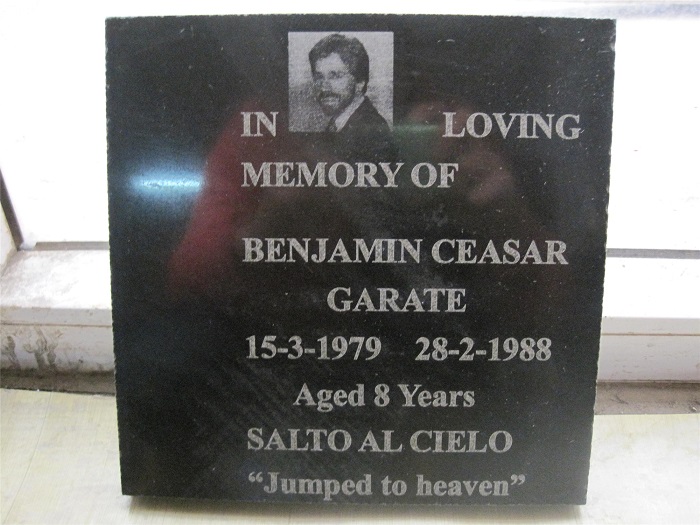 IN LOVING
MEMORY OF
BENJAMIN CEASAR
GARATE
15-3-1979 28-2-1988
Aged 8 Years
SALTO AL CIELO
“Jumped to heaven”